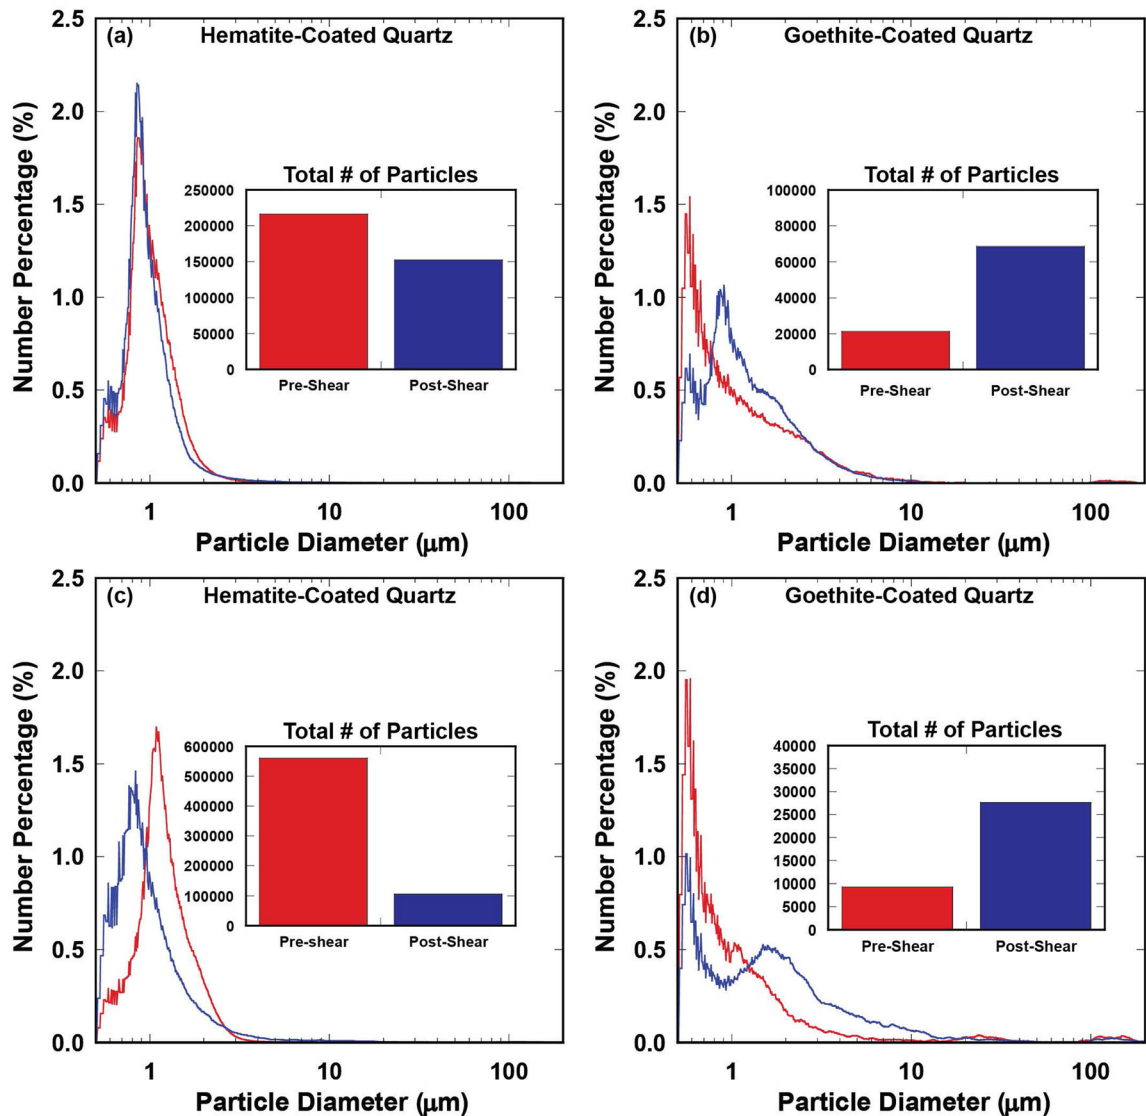 (a) Hematite-Coated Quartz
Number Percentage (%)
2.5
2.0
1.5
1.0
0.5
0.0
Total # of Particles
250000
200000
150000
100000
50000
0
Pre-Shear Post-Shear
1 10 100
Particle Diameter (μm)
(b) Goethite-Coated Quartz
Number Percentage (%)
2.5
2.0
1.5
1.0
0.5
0.0
Total # of Particles
100000
80000
60000
40000
20000
0
Pre-Shear Post-Shear
1 10 100
Particle Diameter (μm)
(c) Hematite-Coated Quartz
Number Percentage (%)
2.5
2.0
1.5
1.0
0.5
0.0
Total # of Particles
600000
500000
400000
300000
200000
100000
0
Pre-shear Post-Shear
1 10 100
Particle Diameter (μm)
(d) Goethite-Coated Quartz
Number Percentage (%)
2.5
2.0
1.5
1.0
0.5
0.0
Total # of Particles
40000
35000
30000
25000
20000
15000
10000
5000
0
Pre-Shear Post-Shear
1 10 100
Particle Diameter (μm)